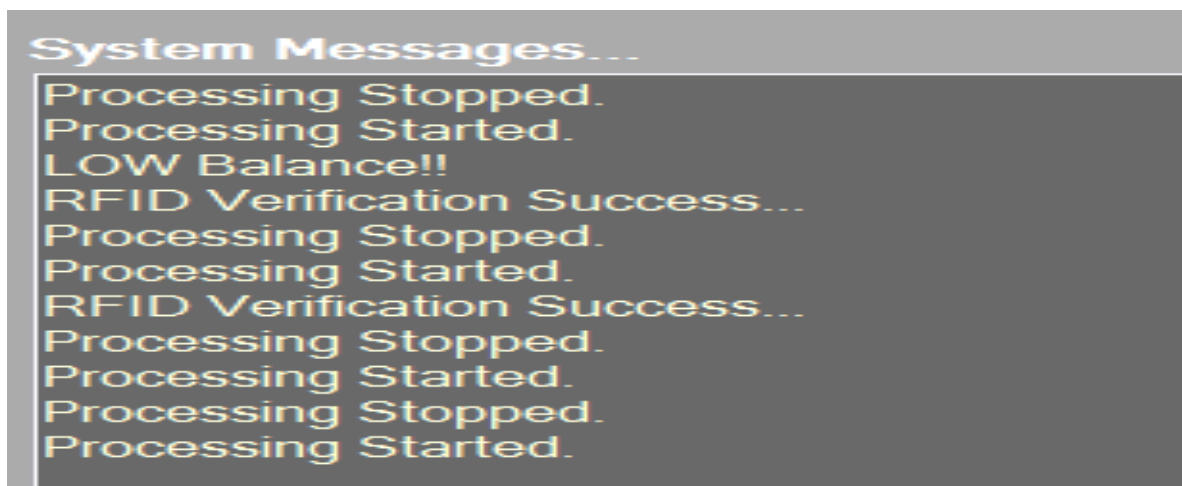 System Messages...
Processing Stopped.
Processing Started.
LOW Balance!!
RFID Verification Success...
Processing Stopped.
Processing Started.
RFID Verification Success...
Processing Stopped.
Processing Started.
Processing Stopped.
Processing Started.